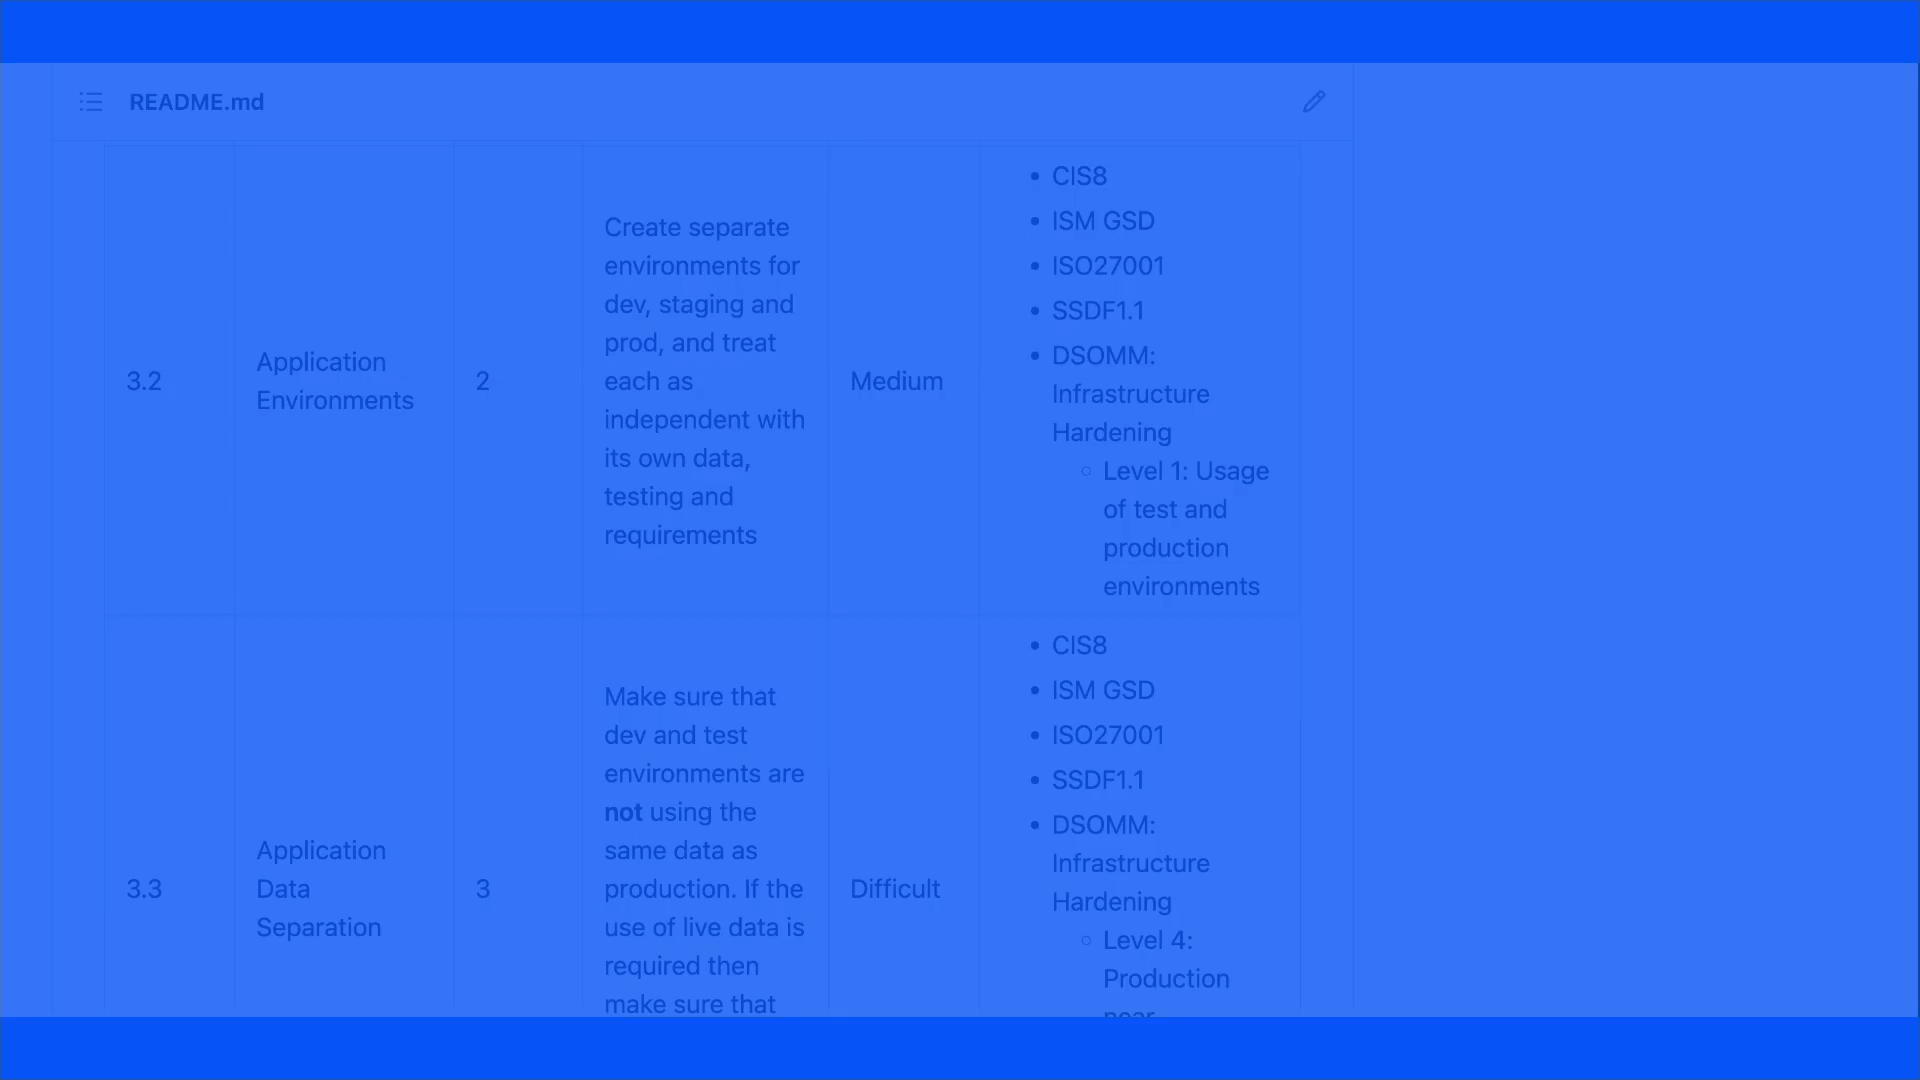 README.md
3.2
Application
Environments
2
Create separate
environments for
dev, staging and
prod, and treat
each as
independent with
its own data,
testing and
requirements
Medium
• CIS8
• ISM GSD
• ISO27001
• SSDF1.1
• DSOMM:
Infrastructure
Hardening
○ Level 1: Usage
of test and
production
environments
3.3
Application
Data
Separation
3
Make sure that
dev and test
environments are
not using the
same data as
production. If the
use of live data is
required then
make sure that
Difficult
• CIS8
• ISM GSD
• ISO27001
• SSDF1.1
• DSOMM:
Infrastructure
Hardening
○ Level 4:
Production
near